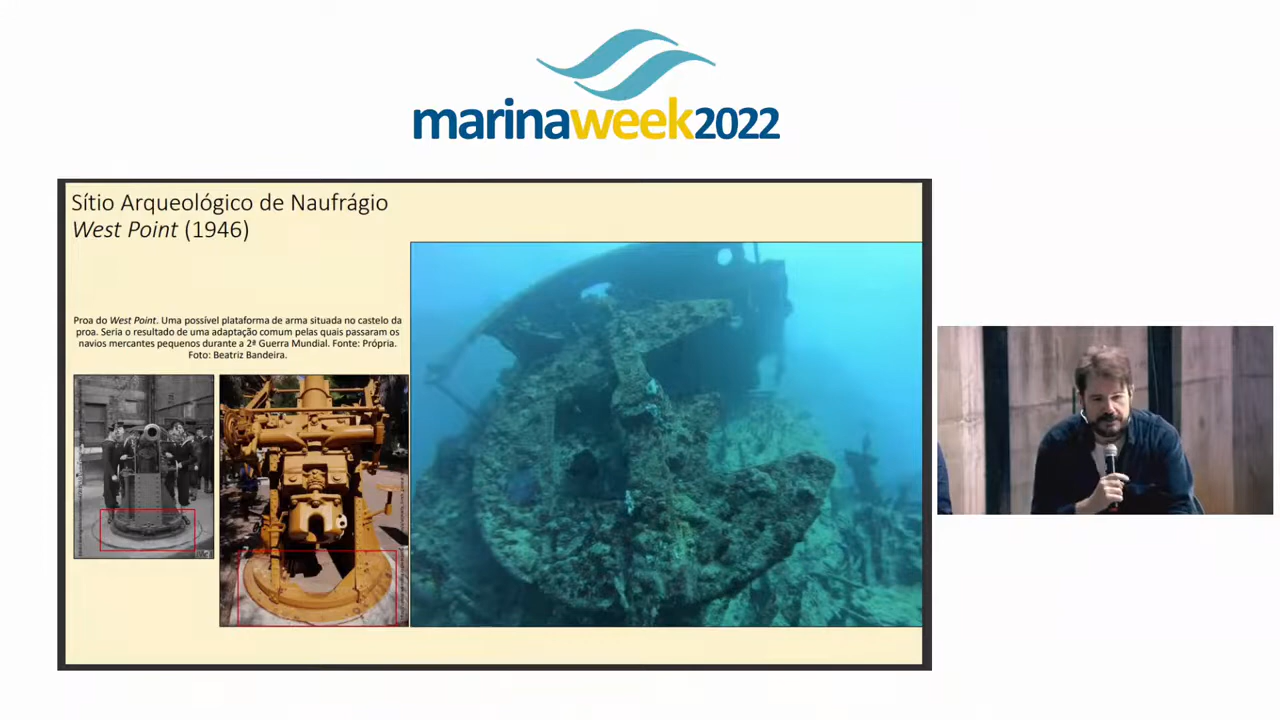 marinaweek2022
Sítio Arqueológico de Naufrágio
West Point (1946)
Proa do West Point. Uma possível plataforma de arma situada no castelo da
proa. Seria o resultado de uma adaptação comum pelas quais passaram os
navios mercantes pequenos durante a 2ª Guerra Mundial. Fonte: Própria.
Foto: Beatriz Bandeira.